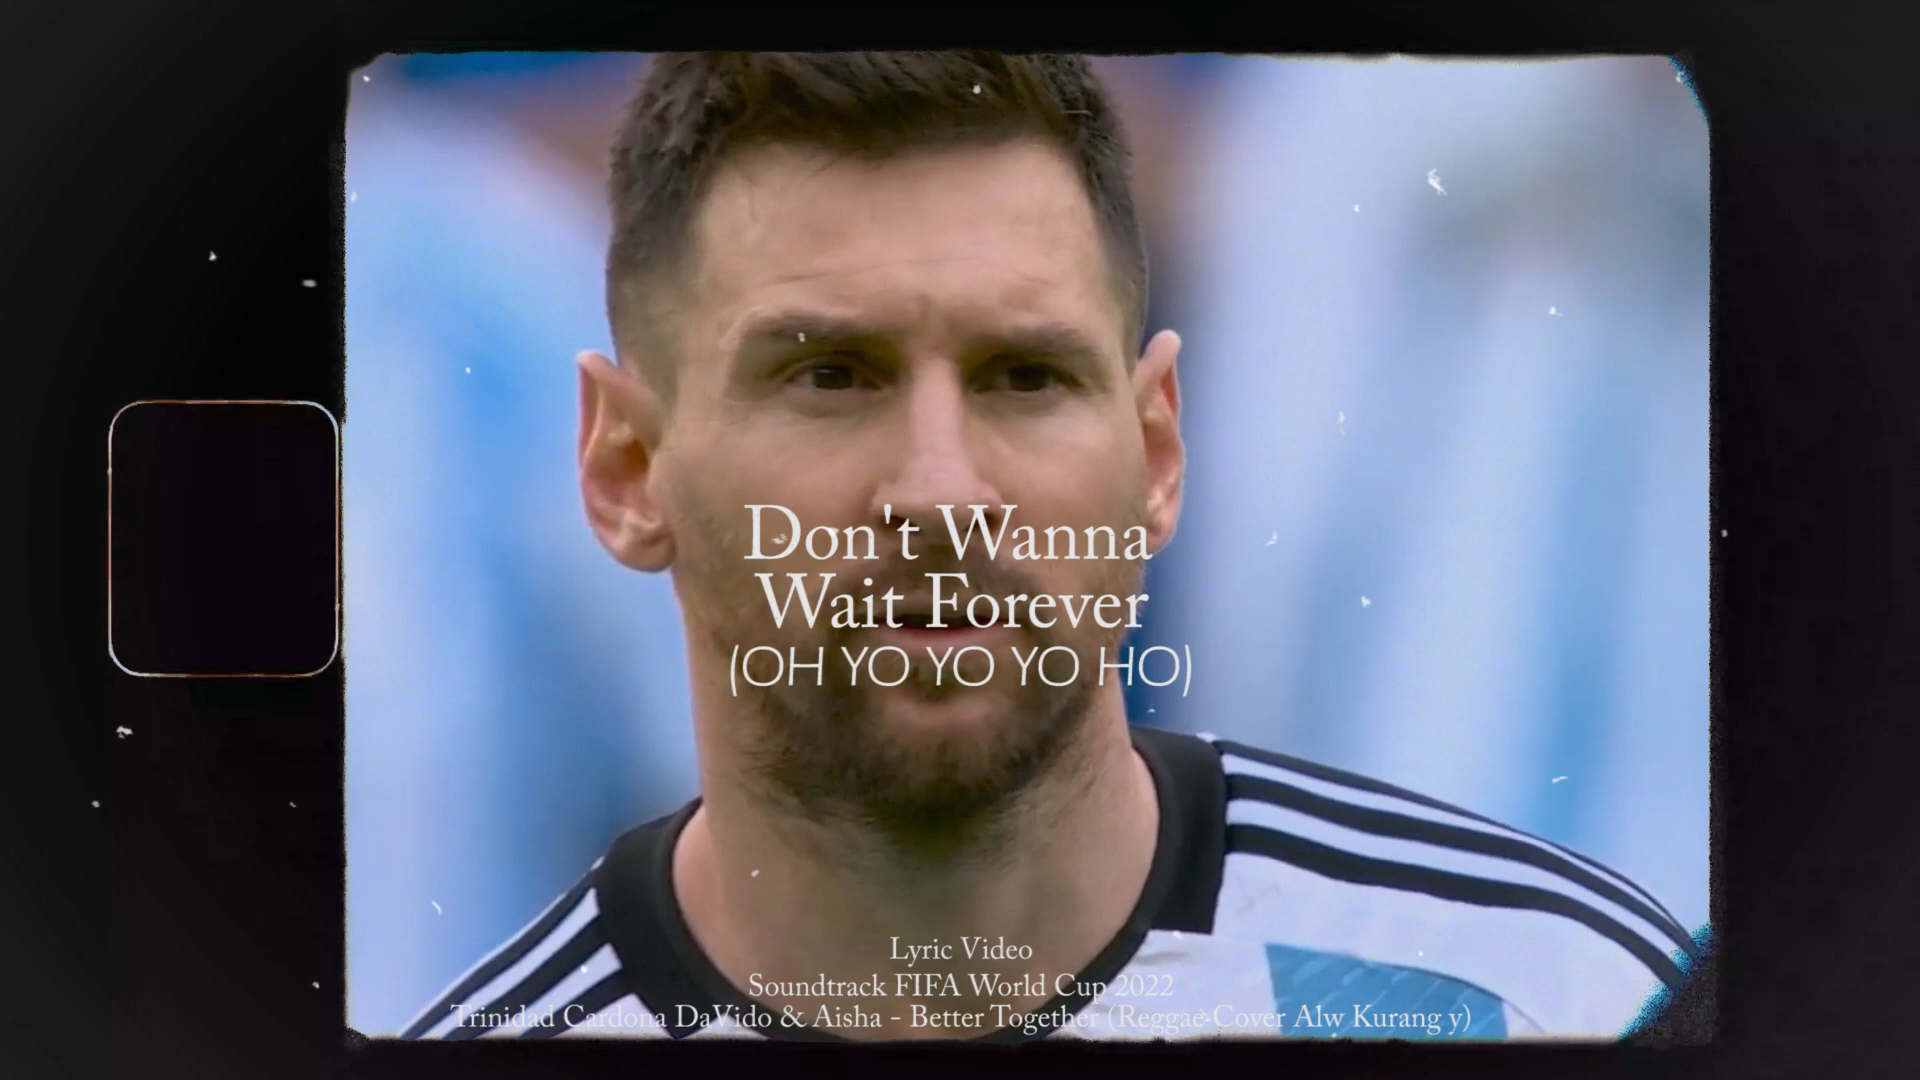 Don't Wanna
Wait Forever
(OH YO YO YO HO)
Lyric Video
Soundtrack FIFA World Cup 2022
Trinidad Cardona DaVido & Aisha - Better Together (Reggae Cover Alw Kurang y)